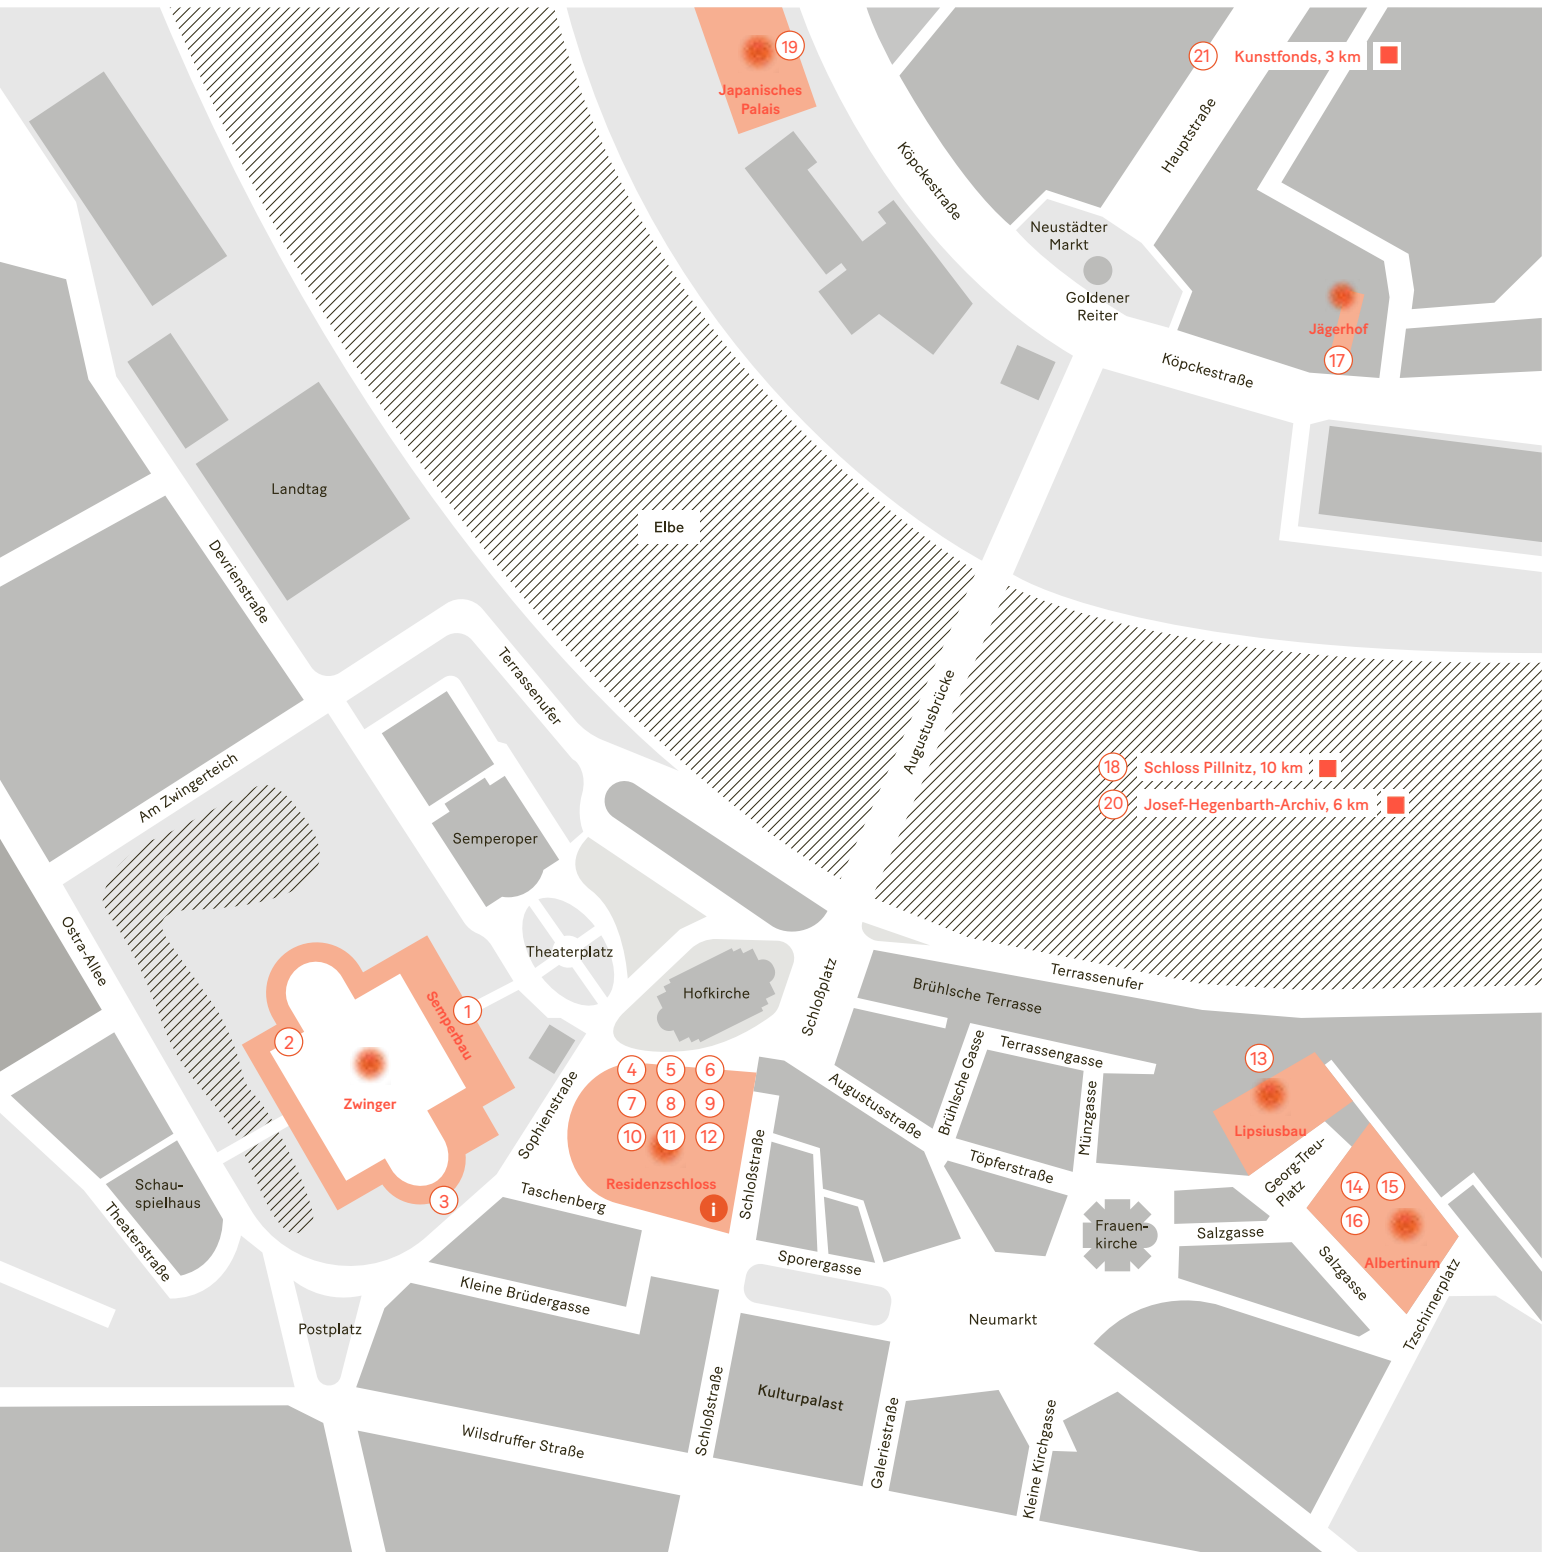 19
Japanisches
Palais
21
Kunstfonds, 3 km
Hauptstraße
Köpckestraße
Neustädter
Markt
Goldener
Reiter
Jägerhof
17
Köpckestraße
Landtag
Elbe
Devrienstraße
Terrassenufer
Augustusbrücke
18
Schloss Pillnitz, 10 km
20
Josef-Hegenbarth-Archiv, 6 km
Am Zwingerteich
Semperoper
Ostra-Allee
Theaterplatz
Hofkirche
Schloßplatz
Terrassenufer
Brühlsche Terrasse
Semperbau
1
2
Zwinger
3
Sophienstraße
4 5 6
7 8 9
10 11 12
Residenzschloss
i
Schloßstraße
Augustusstraße
Brühlsche Gasse
Terrassengasse
Münzgasse
Töpferstraße
13
Lipsiusbau
Georg-Treu-
Platz
14 15
16
Albertinum
Schau-
spielhaus
Theaterstraße
Taschenberg
Frauen-
kirche
Salzgasse
Salzgasse
Tzschirnerplatz
Sporergasse
Kleine Brüdergasse
Postplatz
Neumarkt
Kulturpalast
Schloßstraße
Galeriestraße
Kleine Kirchgasse
Wilsdruffer Straße